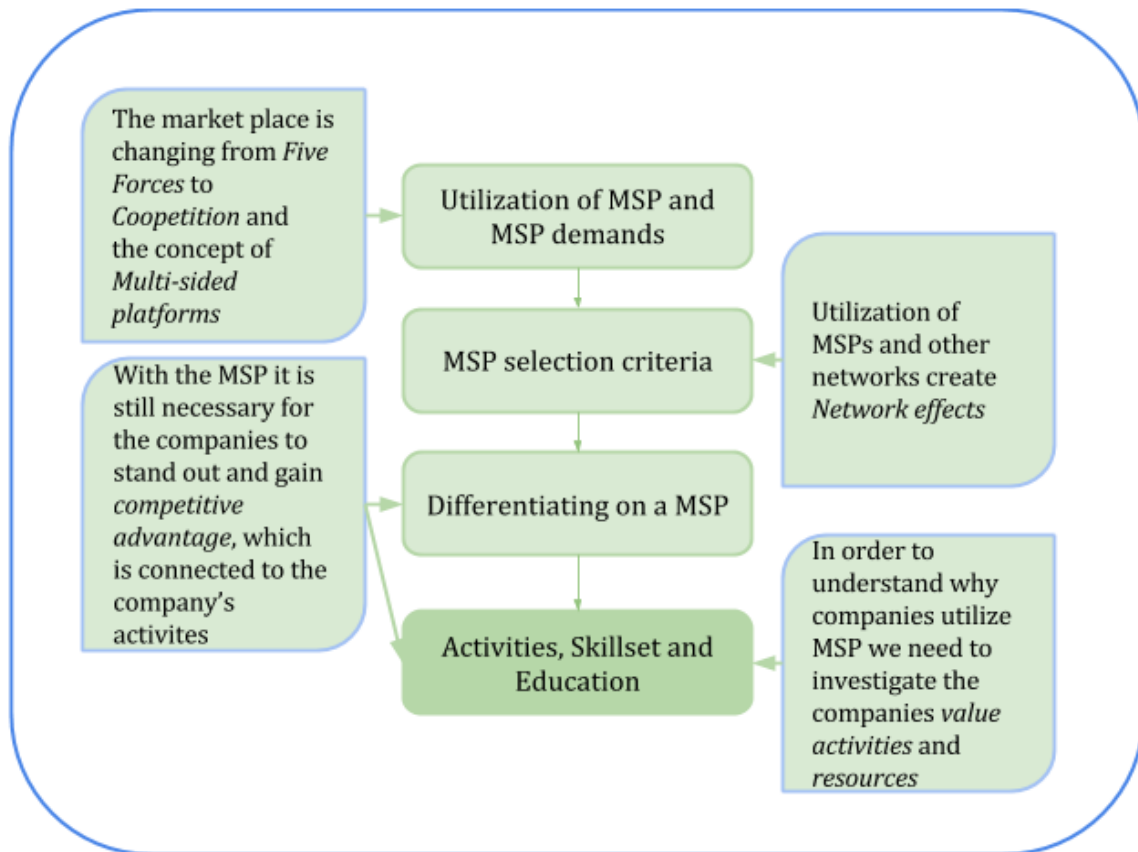 The market place is
changing from Five
Forces to
Coopetition and
the concept of
Multi-sided
platforms
With the MSP it is
still necessary for
the companies to
stand out and gain
competitive
advantage, which
is connected to the
company's
activites
Utilization of MSP and
MSP demands
MSP selection criteria
Differentiating on a MSP
Activities, Skillset and
Education
Utilization of
MSPs and other
networks create
Network effects
In order to
understand why
companies utilize
MSP we need to
investigate the
companies value
activities and
resources